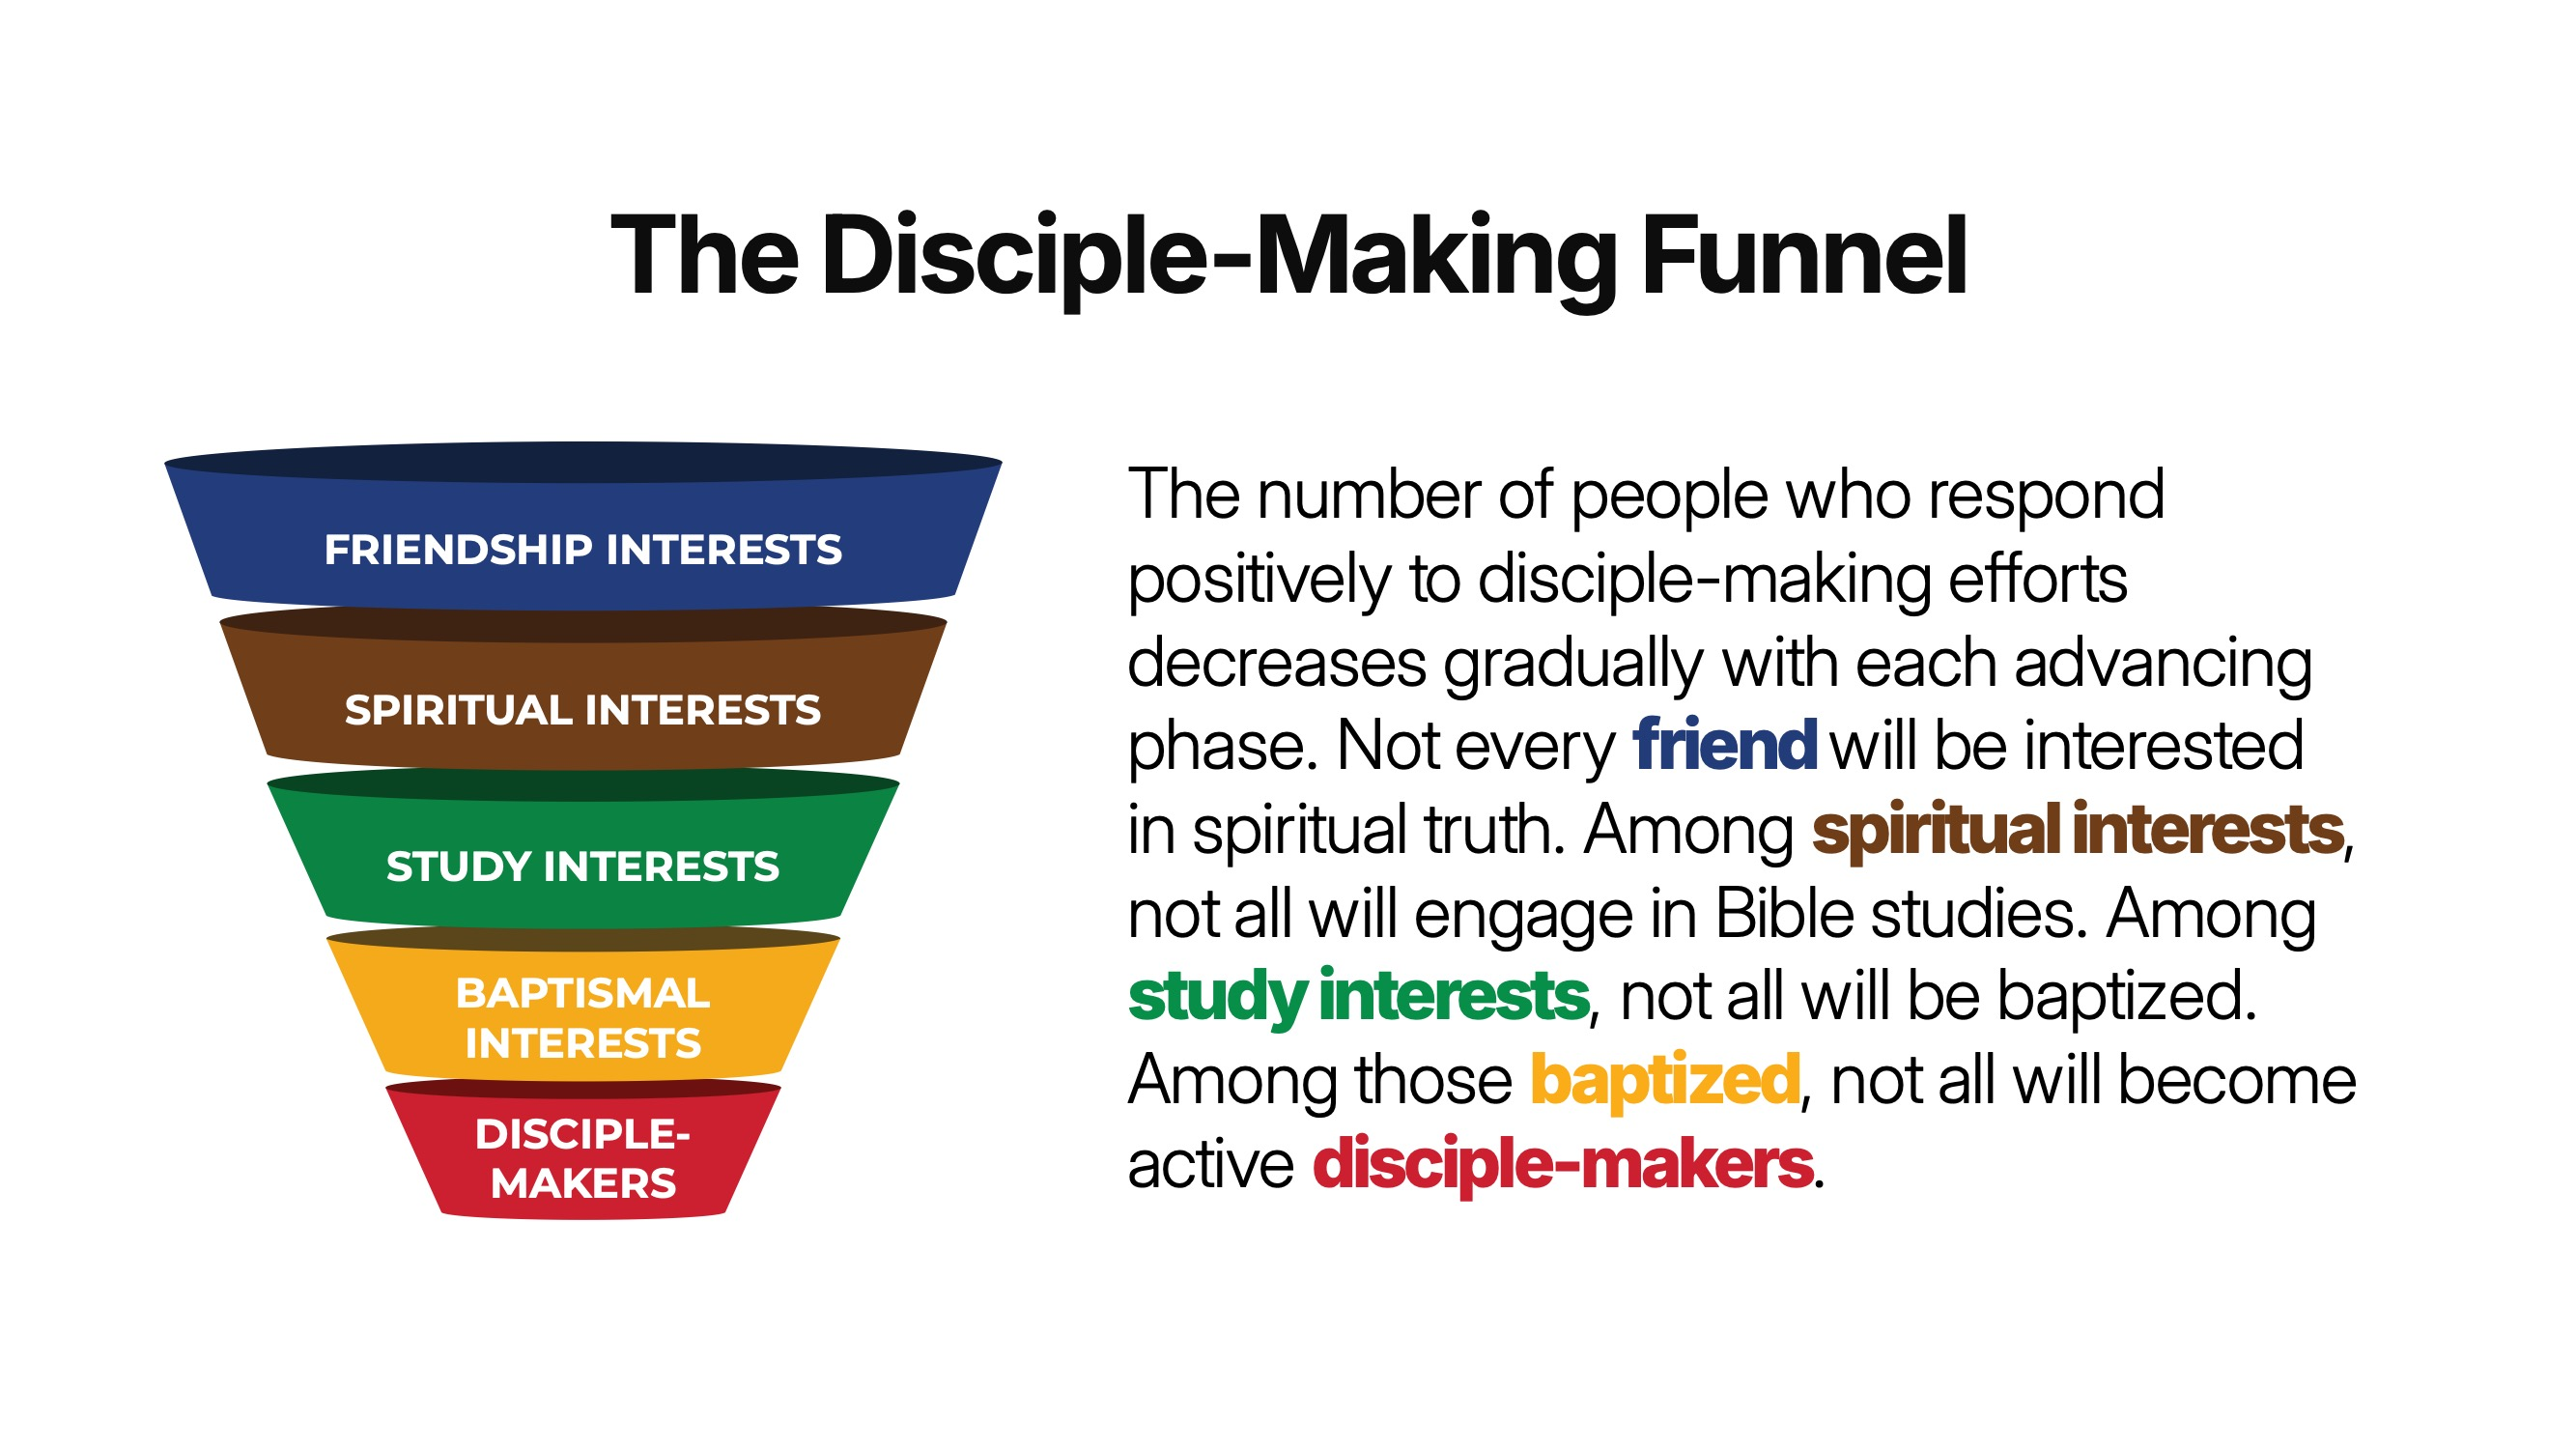 The Disciple-Making Funnel
FRIENDSHIP INTERESTS
SPIRITUAL INTERESTS
STUDY INTERESTS
BAPTISMAL
INTERESTS
DISCIPLE-
MAKERS
The number of people who respond
positively to disciple-making efforts
decreases gradually with each advancing
phase. Not every friend will be interested
in spiritual truth. Among spiritual interests,
not all will engage in Bible studies. Among
study interests, not all will be baptized.
Among those baptized, not all will become
active disciple-makers.